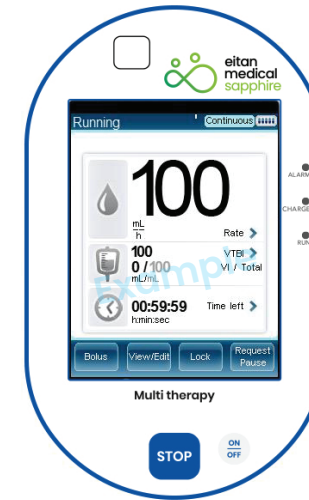 eitan
medical
sapphire
Running
Continuous
100
mL
h
Rate
100
VTBI
0 / 100
VI / Total
mL/mL
Example
00:59:59
Time left
h:min:sec
Bolus
View/Edit
Lock
Request
Pause
ALARM
CHARGE
RUN
Multi therapy
STOP
ON
OFF